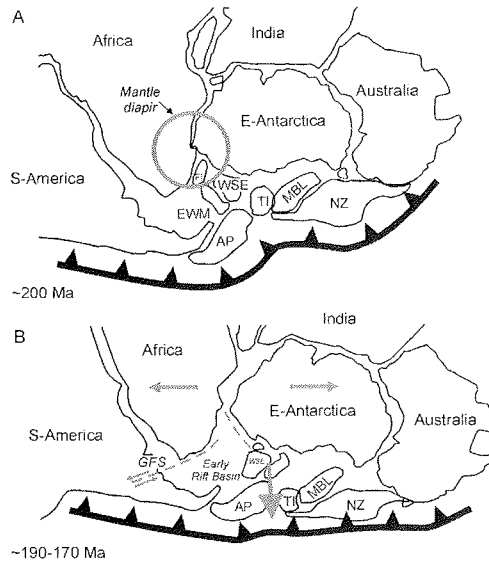 A
Africa
India
Mantle
diapir
Australia
E-Antarctica
S-America
FI
WSE
EWM
TI
MBL
NZ
AP
~200 Ma
India
B
Africa
E-Antarctica
Australia
S-America
GFS
Early
Rift Basin
WSE
AP
TI
MBL
NZ
~190-170 Ma